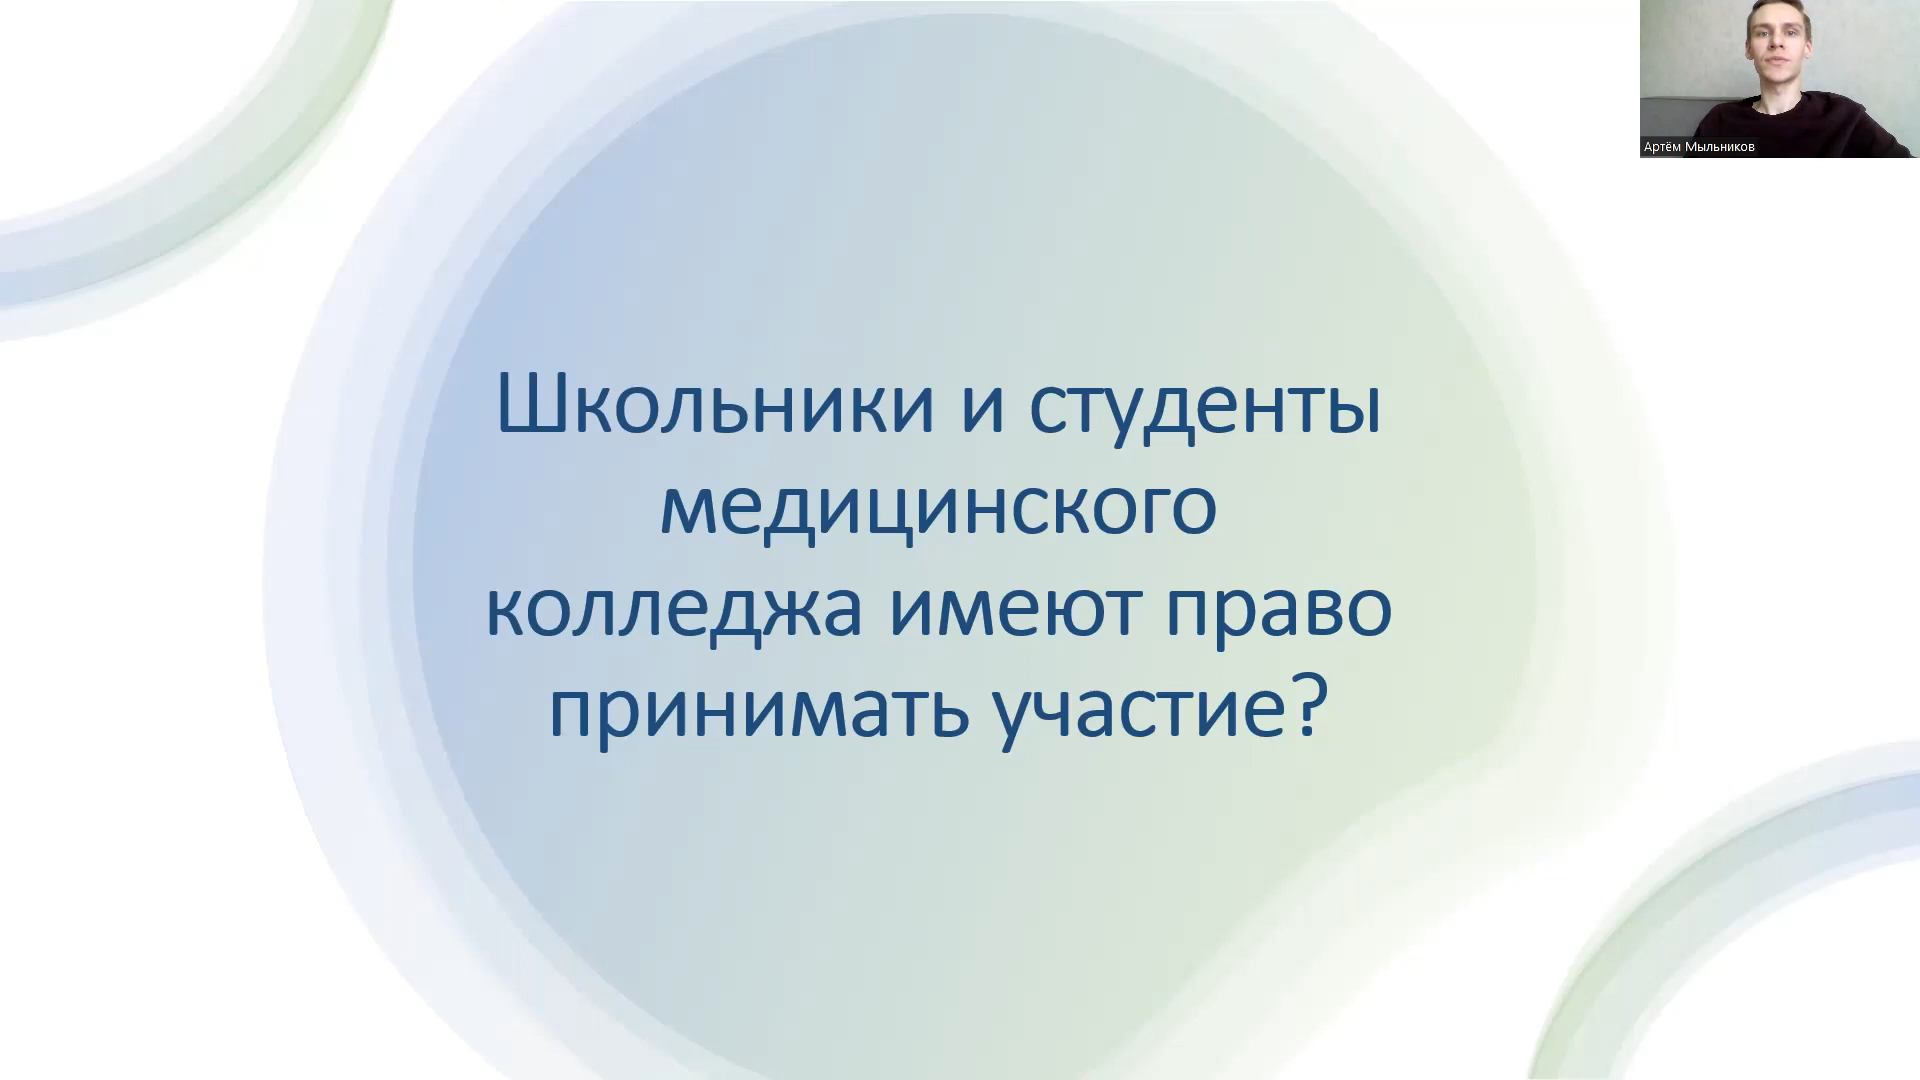 Артём Мыльников
Школьники и студенты
медицинского
колледжа имеют право
принимать участие?